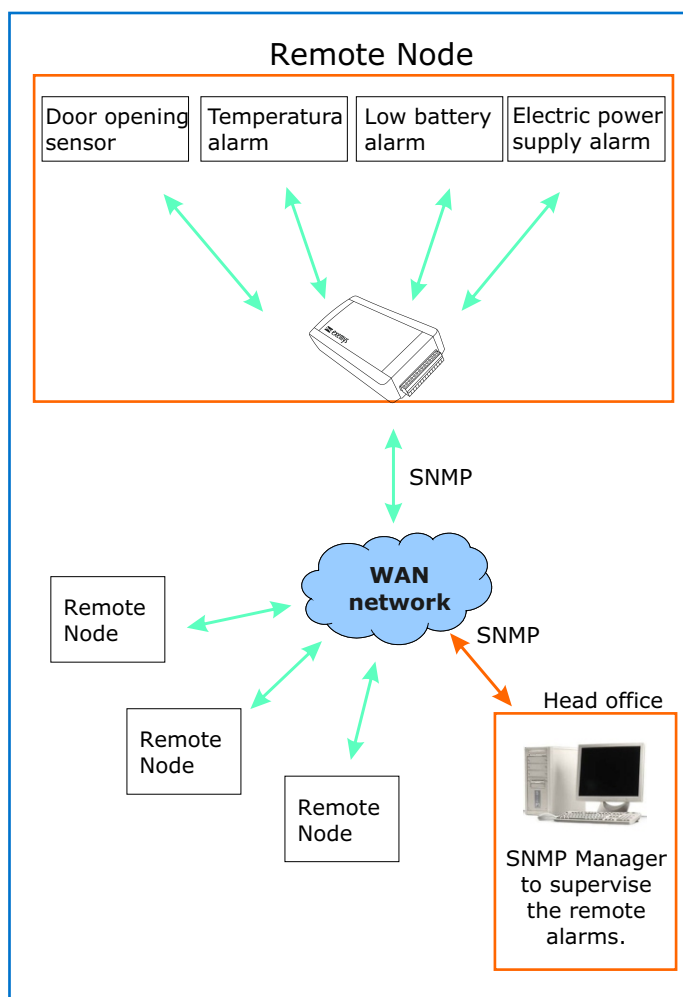 Remote Node
Door opening
sensor
Temperatura
alarm
Low battery
alarm
Electric power
supply alarm
exemys
SNMP
WAN
network
SNMP
Remote
Node
Remote
Node
Remote
Node
Head office
SNMP Manager
to supervise
the remote
alarms.